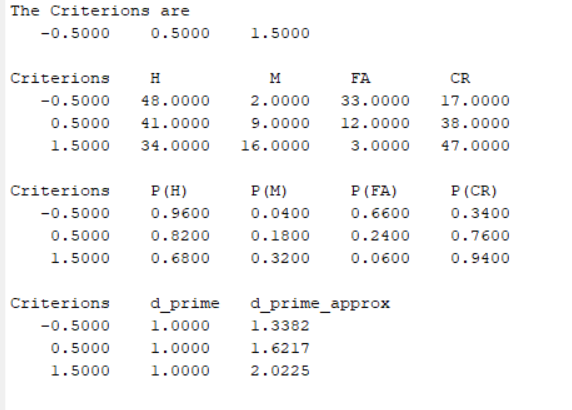 The Criterions are
-0.5000 0.5000 1.5000
Criterions H M FA CR
-0.5000 48.0000 2.0000 33.0000 17.0000
0.5000 41.0000 9.0000 12.0000 38.0000
1.5000 34.0000 16.0000 3.0000 47.0000
Criterions P(H) P(M) P(FA) P(CR)
-0.5000 0.9600 0.0400 0.6600 0.3400
0.5000 0.8200 0.1800 0.2400 0.7600
1.5000 0.6800 0.3200 0.0600 0.9400
Criterions d_prime d_prime_approx
-0.5000 1.0000 1.3382
0.5000 1.0000 1.6217
1.5000 1.0000 2.0225